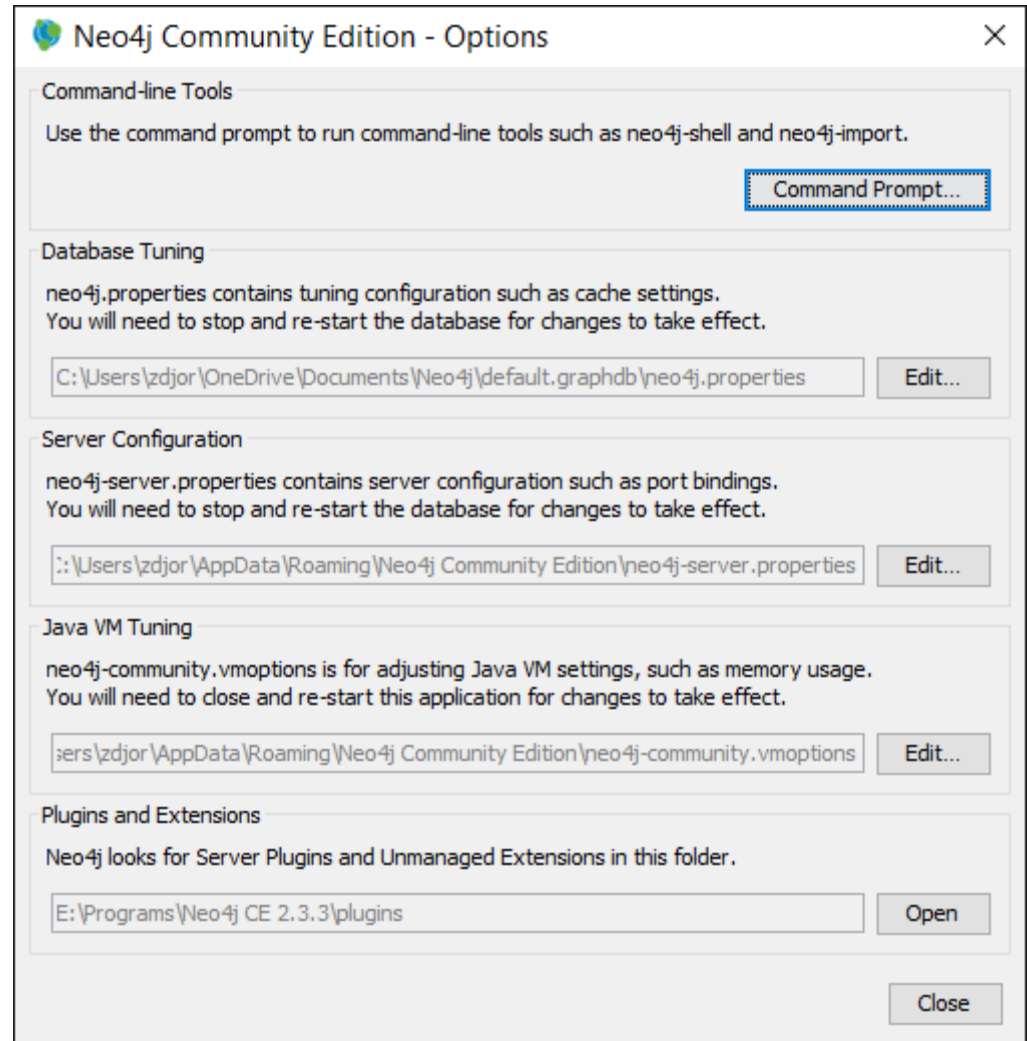 Neo4j Community Edition - Options
Command-line Tools
Use the command prompt to run command-line tools such as neo4j-shell and neo4j-import.
Command Prompt...
Database Tuning
neo4j.properties contains tuning configuration such as cache settings.
You will need to stop and re-start the database for changes to take effect.
C:\Users\zdjor\OneDrive\Documents\Neo4j\default.graphdb\neo4j.properties
Edit...
Server Configuration
neo4j-server.properties contains server configuration such as port bindings.
You will need to stop and re-start the database for changes to take effect.
:\Users\zdjor\AppData\Roaming\Neo4j Community Edition\neo4j-server.properties
Edit...
Java VM Tuning
neo4j-community.vmoptions is for adjusting Java VM settings, such as memory usage.
You will need to close and re-start this application for changes to take effect.
sers\zdjor\AppData\Roaming\Neo4j Community Edition\neo4j-community.vmoptions
Edit...
Plugins and Extensions
Neo4j looks for Server Plugins and Unmanaged Extensions in this folder.
E:\Programs\Neo4j CE 2.3.3\plugins
Open
Close